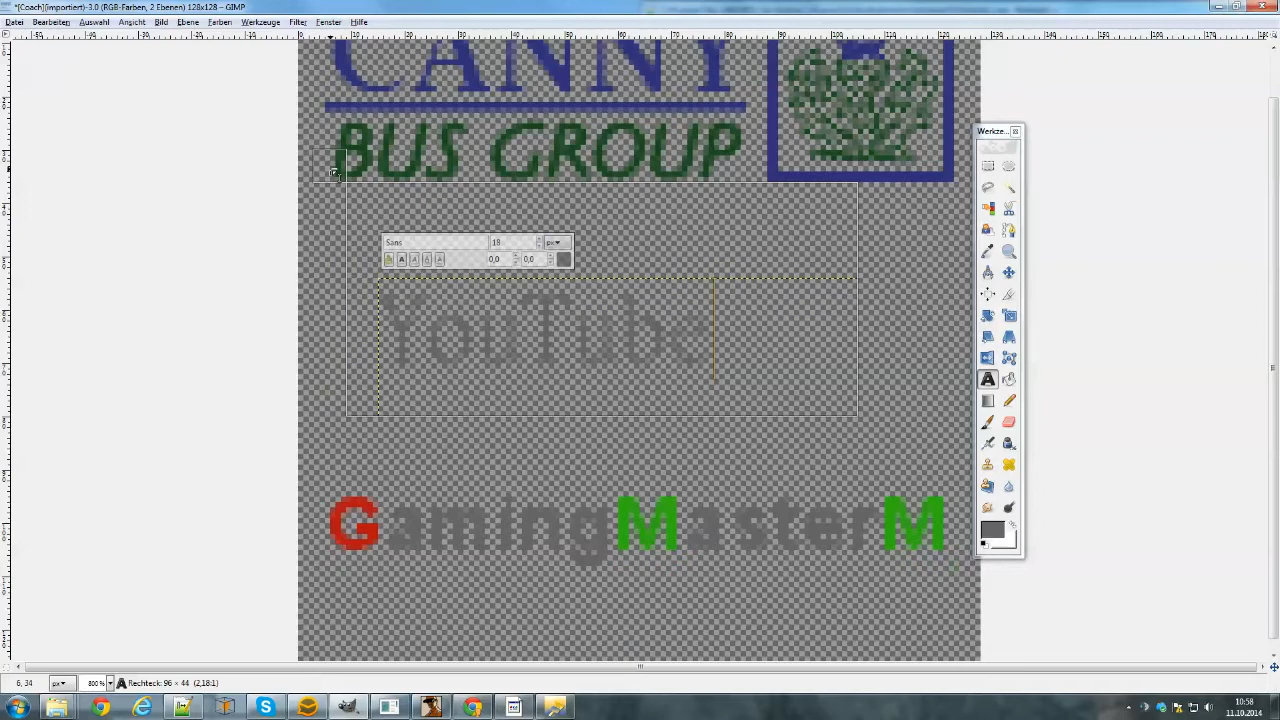 *[Coach](importiert)-3.0 (RGB-Farben, 2 Ebenen) 128x128 – GIMP
Datei Bearbeiten Auswahl Ansicht Bild Ebene Farben Werkzeuge Filter Fenster Hilfe
CANNY
BUS GROUP
Werkze...
Sans 18 px
0,0 0,0
YouTube
GamingMasterM
6, 34 px 800 % Rechteck: 96 × 44 (2,18:1)
10:58
11.10.2014